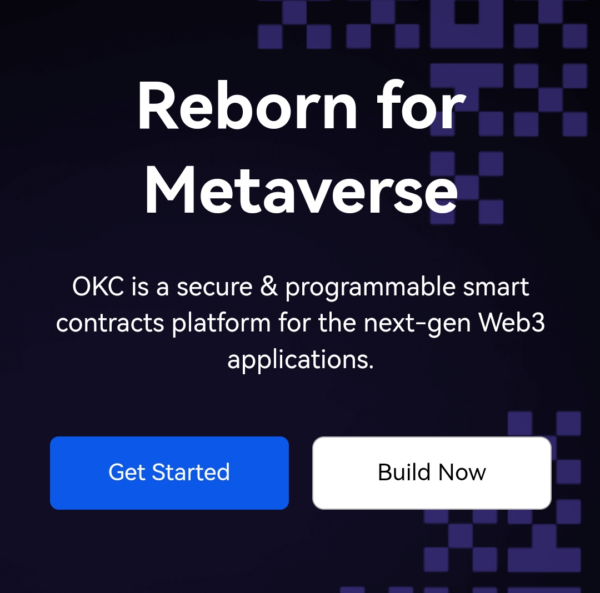 Reborn for
Metaverse
OKC is a secure & programmable smart
contracts platform for the next-gen Web3
applications.
Get Started
Build Now